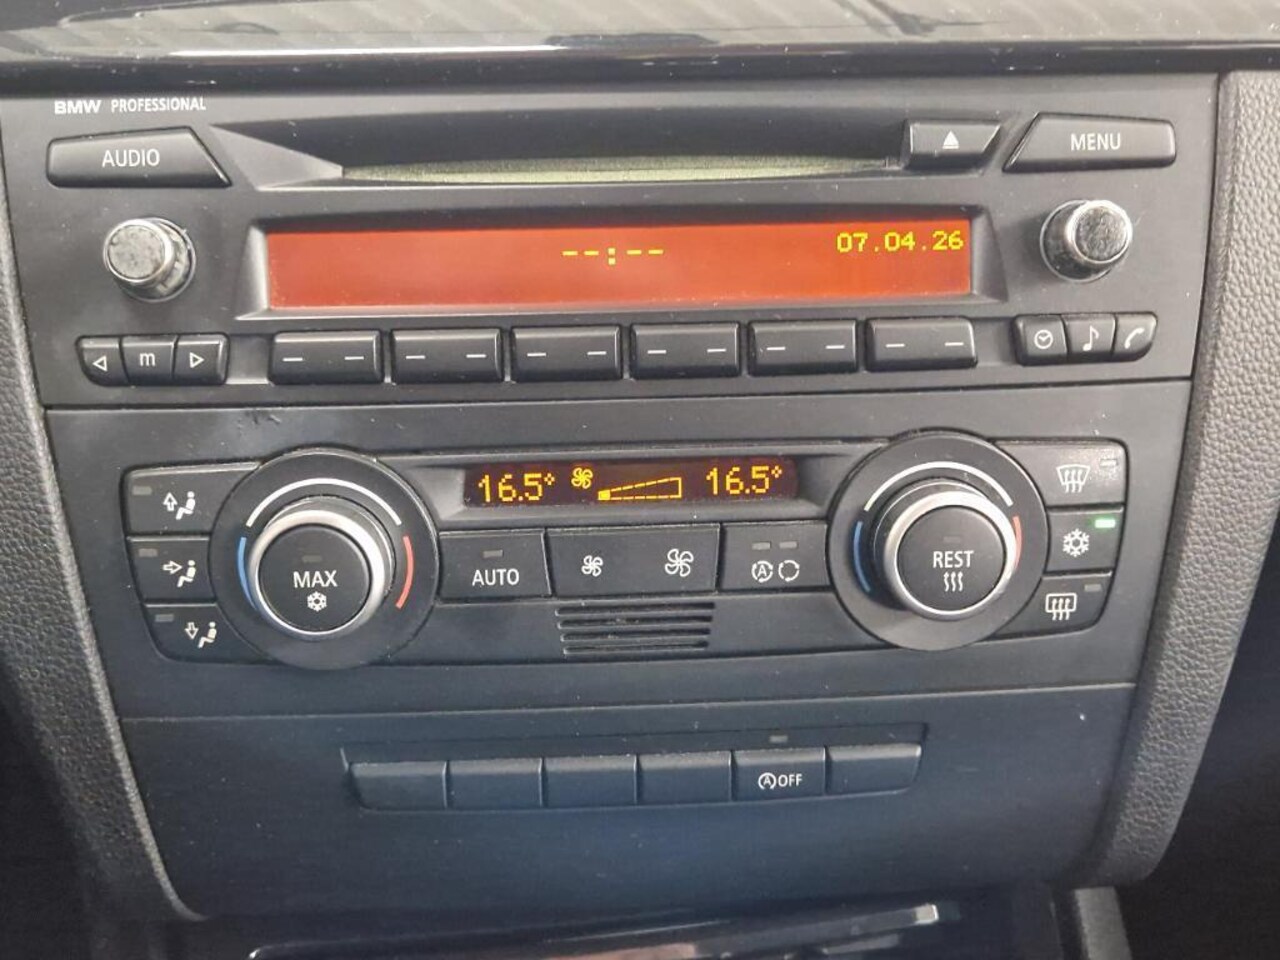 BMW PROFESSIONAL
AUDIO
MENU
--:--
07.04.26
m
16.5°
16.5°
MAX
AUTO
A
REST
A OFF